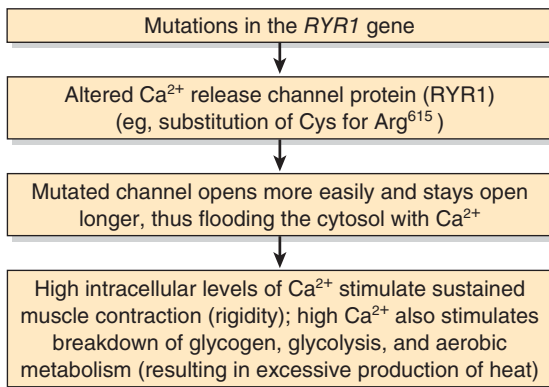 Mutations in the RYR1 gene
Altered Ca²⁺ release channel protein (RYR1)
(eg, substitution of Cys for Arg⁶¹⁵ )
Mutated channel opens more easily and stays open
longer, thus flooding the cytosol with Ca²⁺
High intracellular levels of Ca²⁺ stimulate sustained
muscle contraction (rigidity); high Ca²⁺ also stimulates
breakdown of glycogen, glycolysis, and aerobic
metabolism (resulting in excessive production of heat)